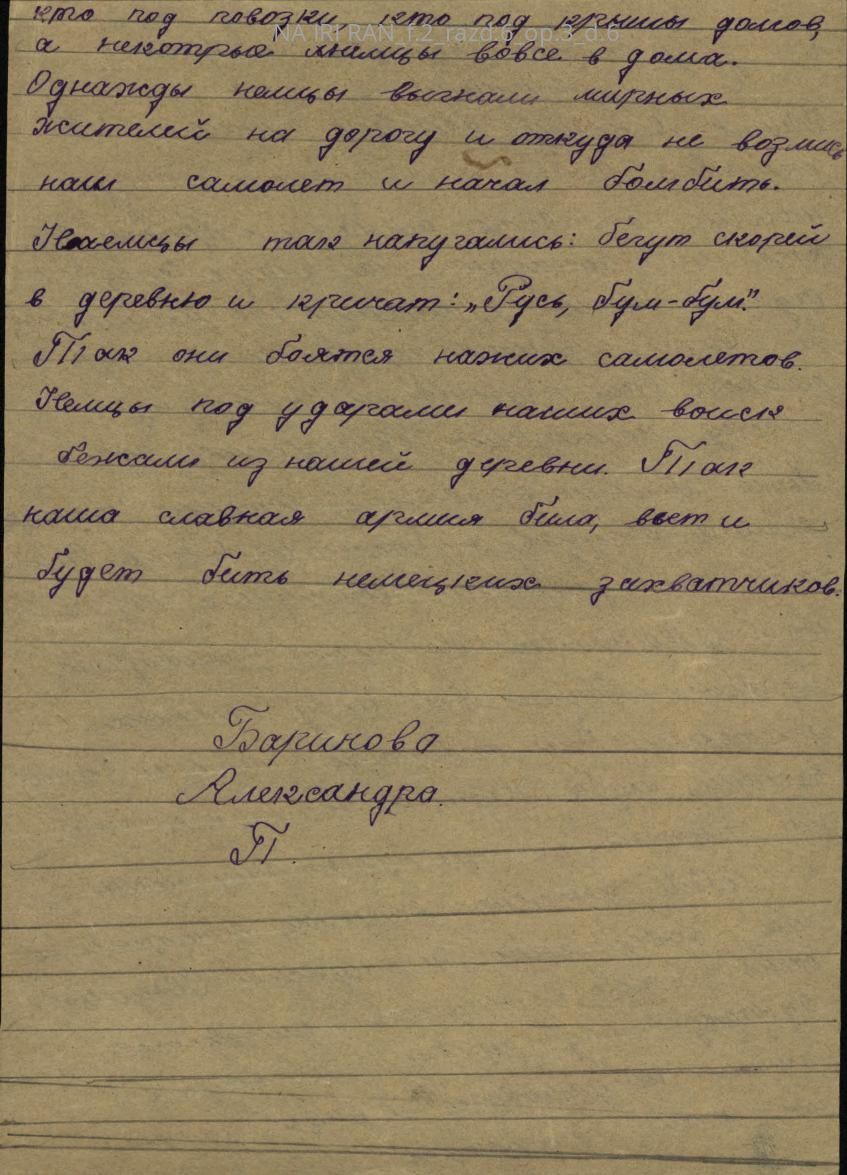 кто под повозки, кто под крыши домов,
NA IRI RAN_f.2_razd.6_op.3_d.6
а некотрые немцы вовсе в дома.
Однажды немцы выгнали мирных
жителей на дорогу и откуда не возмись
наш самолет и начал бомбить.
Немцы так напугались: бегут скорей
в деревню и кричат: „Русь, бум-бум".
Так они боятся наших самолетов.
Немцы под ударами наших воиск
бежали из нашей деревни. Так
наша славная армия била, бьет и
будет бить немецких захватчиков.
Баринова
Александра.
П.